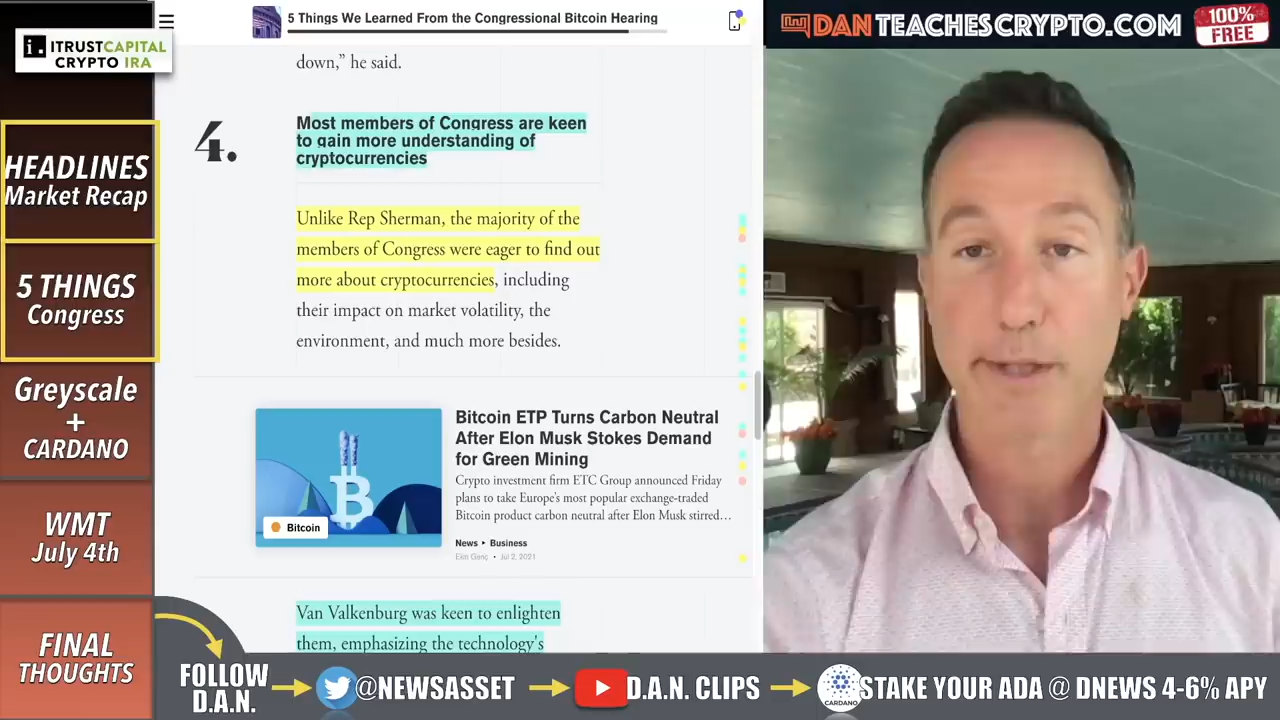 5 Things We Learned From the Congressional Bitcoin Hearing
ITRUSTCAPITAL
CRYPTO IRA
HEADLINES
Market Recap
5 THINGS
Congress
Greyscale
+
CARDANO
WMT
July 4th
FINAL
THOUGHTS
down,” he said.
4.
Most members of Congress are keen
to gain more understanding of
cryptocurrencies
Unlike Rep Sherman, the majority of the
members of Congress were eager to find out
more about cryptocurrencies, including
their impact on market volatility, the
environment, and much more besides.
Bitcoin
Bitcoin ETP Turns Carbon Neutral
After Elon Musk Stokes Demand
for Green Mining
Crypto investment firm ETC Group announced Friday
plans to take Europe's most popular exchange-traded
Bitcoin product carbon neutral after Elon Musk stirred…
News • Business
Ekin Genç • Jul 2, 2021
Van Valkenburg was keen to enlighten
them, emphasizing the technology's
DANTEACHESCRYPTO.COM
100%
FREE
FOLLOW
D.A.N.
@NEWSASSET
D.A.N. CLIPS
CARDANO
STAKE YOUR ADA @ DNEWS 4-6% APY